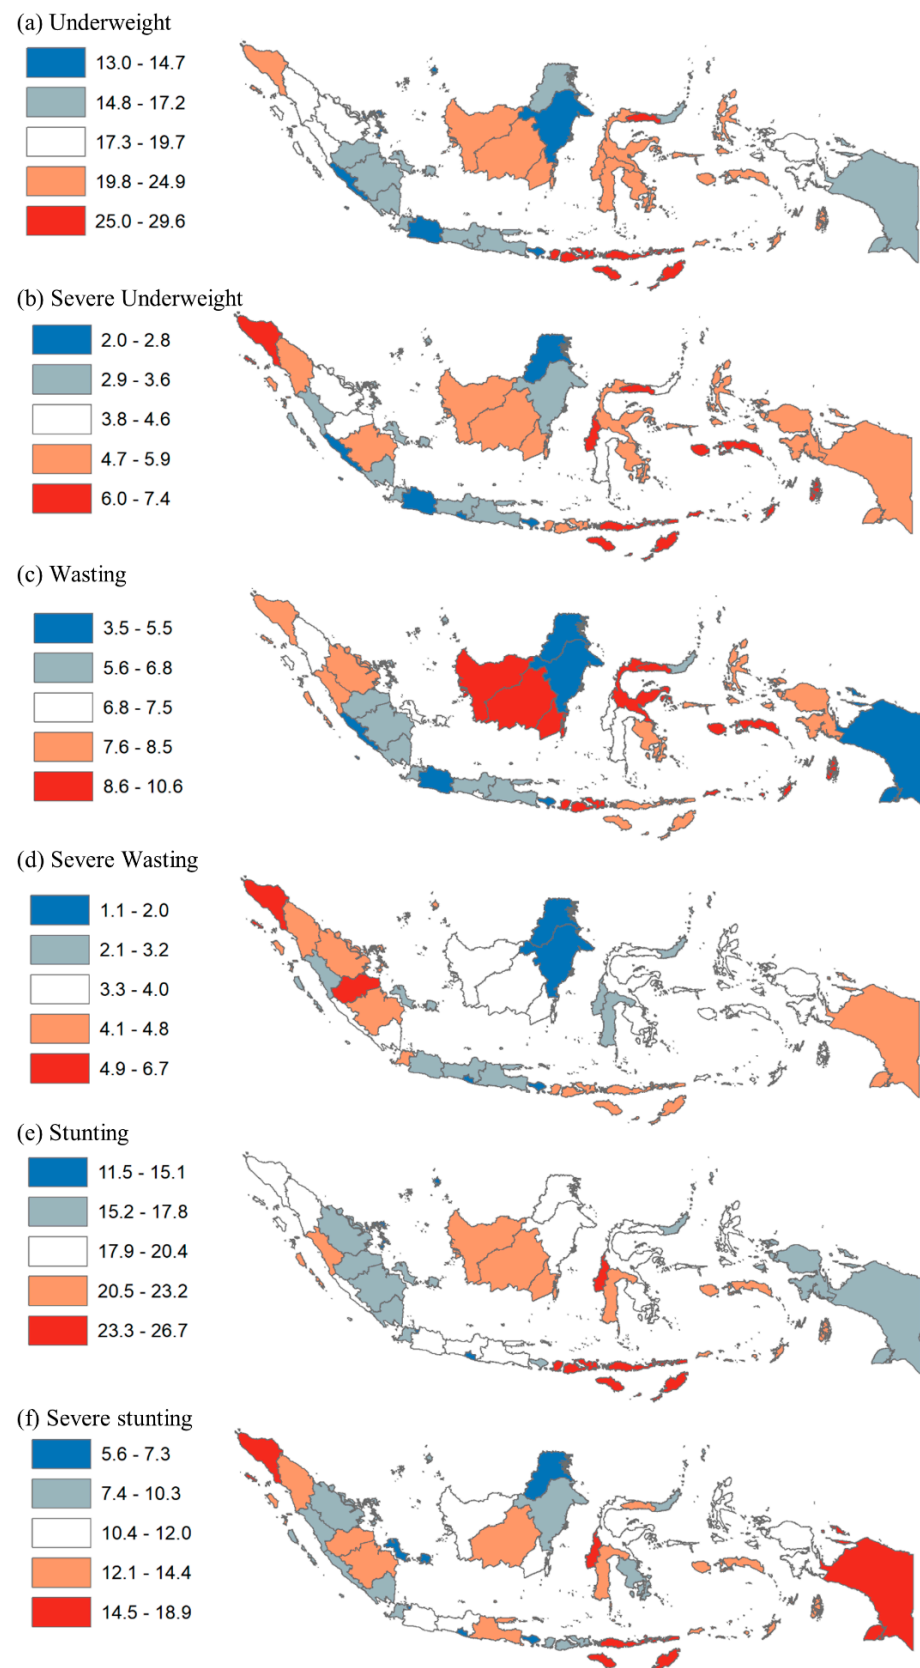 (a) Underweight
13.0 - 14.7
14.8 - 17.2
17.3 - 19.7
19.8 - 24.9
25.0 - 29.6
(b) Severe Underweight
2.0 - 2.8
2.9 - 3.6
3.8 - 4.6
4.7 - 5.9
6.0 - 7.4
(c) Wasting
3.5 - 5.5
5.6 - 6.8
6.8 - 7.5
7.6 - 8.5
8.6 - 10.6
(d) Severe Wasting
1.1 - 2.0
2.1 - 3.2
3.3 - 4.0
4.1 - 4.8
4.9 - 6.7
(e) Stunting
11.5 - 15.1
15.2 - 17.8
17.9 - 20.4
20.5 - 23.2
23.3 - 26.7
(f) Severe stunting
5.6 - 7.3
7.4 - 10.3
10.4 - 12.0
12.1 - 14.4
14.5 - 18.9